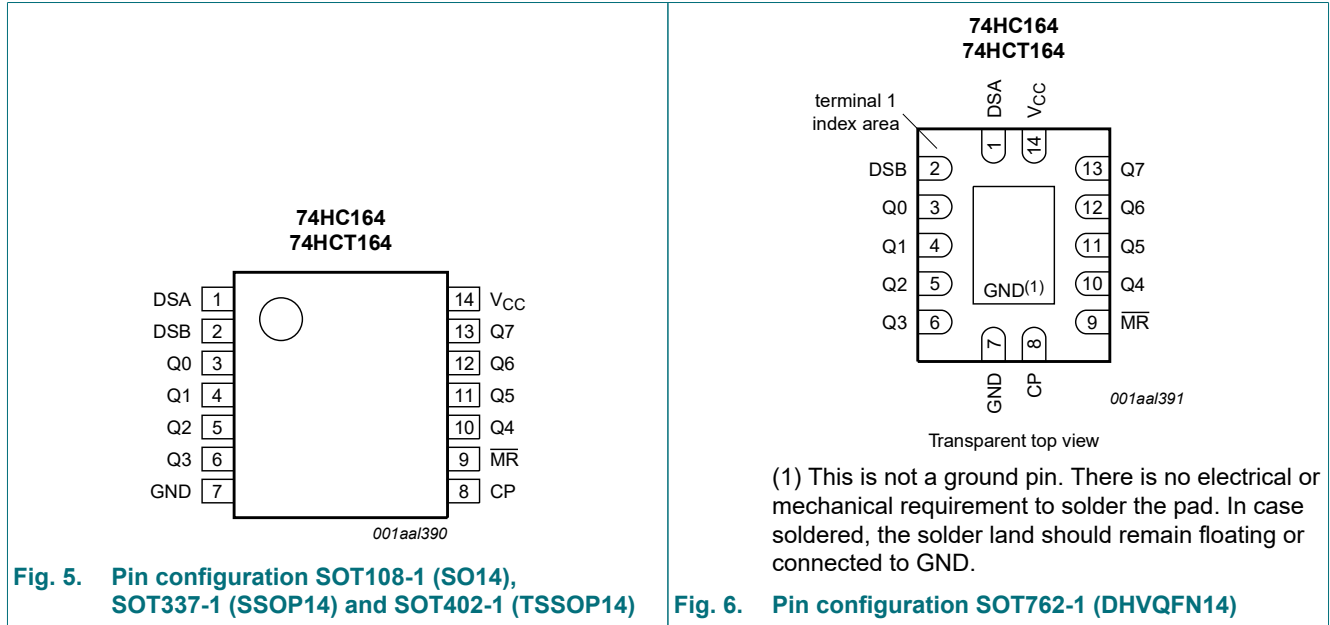 74HC164
74HCT164
DSA 1
DSB 2
Q0 3
Q1 4
Q2 5
Q3 6
GND 7
14 VCC
13 Q7
12 Q6
11 Q5
10 Q4
9 M̅R̅
8 CP
001aal390
Fig. 5. Pin configuration SOT108-1 (SO14),
SOT337-1 (SSOP14) and SOT402-1 (TSSOP14)
74HC164
74HCT164
terminal 1
index area
DSA
VCC
1
14
DSB 2
Q0 3
Q1 4
Q2 5
Q3 6
13 Q7
12 Q6
11 Q5
10 Q4
9 M̅R̅
GND(1)
7
8
GND
CP
001aal391
Transparent top view
(1) This is not a ground pin. There is no electrical or
mechanical requirement to solder the pad. In case
soldered, the solder land should remain floating or
connected to GND.
Fig. 6. Pin configuration SOT762-1 (DHVQFN14)